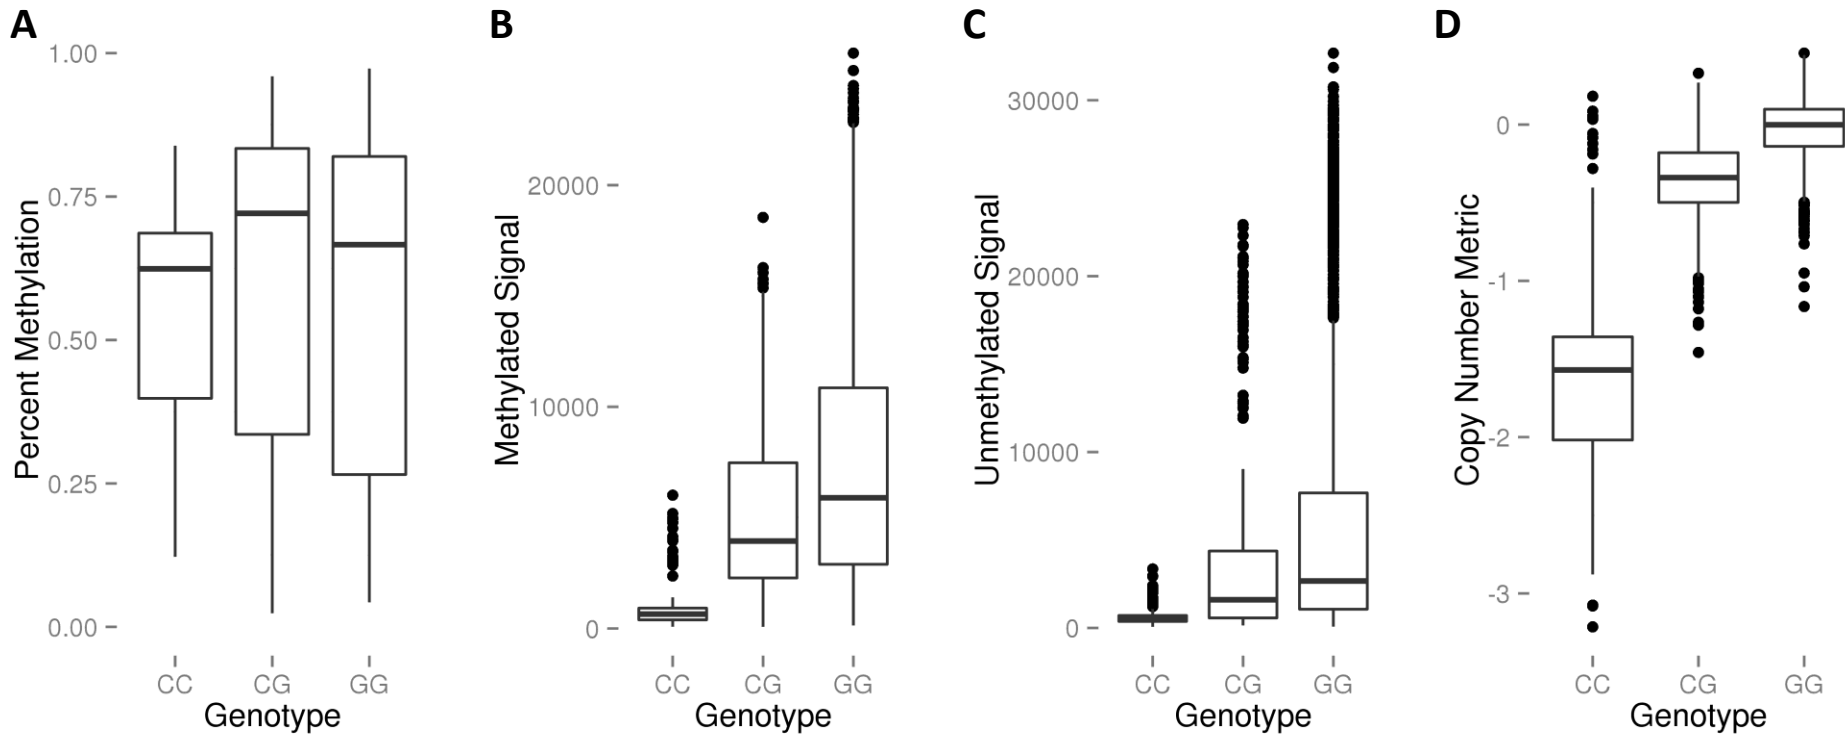 A
1.00
0.75
0.50
0.25
0.00
Percent Methylation
CC CG GG
Genotype
B
20000
10000
0
Methylated Signal
CC CG GG
Genotype
C
30000
20000
10000
0
Unmethylated Signal
CC CG GG
Genotype
D
0
-1
-2
-3
Copy Number Metric
CC CG GG
Genotype